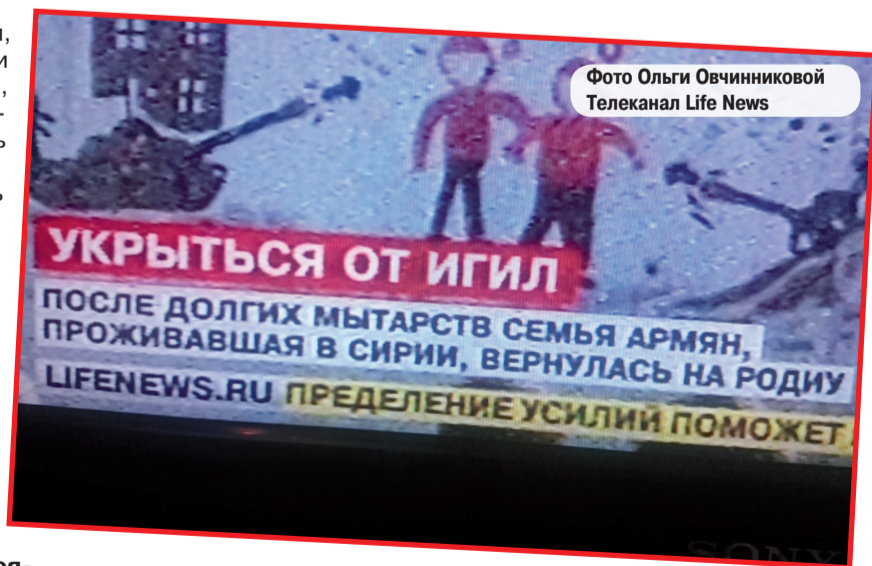 Фото Ольги Овчинниковой
Телеканал Life News
УКРЫТЬСЯ ОТ ИГИЛ
ПОСЛЕ ДОЛГИХ МЫТАРСТВ СЕМЬЯ АРМЯН,
ПРОЖИВАВШАЯ В СИРИИ, ВЕРНУЛАСЬ НА РОДИУ
LIFENEWS.RU ПРЕДЕЛЕНИЕ УСИЛИЙ ПОМОЖЕТ
SONY